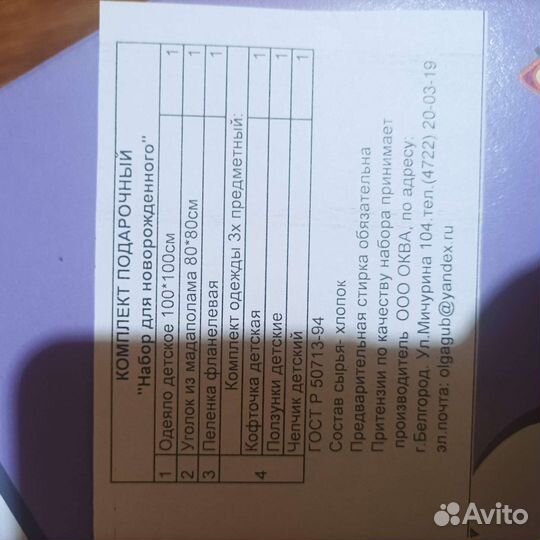 КОМПЛЕКТ ПОДАРОЧНЫЙ
"Набор для новорожденного"
1 Одеяло детское 100*100см 1
2 Уголок из мадаполама 80*80см 1
3 Пеленка фланелевая 1
Комплект одежды 3х предметный:
4 Кофточка детская 1
Ползунки детские 1
Чепчик детский 1
ГОСТ Р 50713-94
Состав сырья- хлопок
Предварительная стирка обязательна
Притензии по качеству набора принимает
производитель ООО ОКВА, по адресу:
г.Белгород. Ул.Мичурина 104.тел.(4722) 20-03-19
эл.почта: olgagub@yandex.ru
Avito